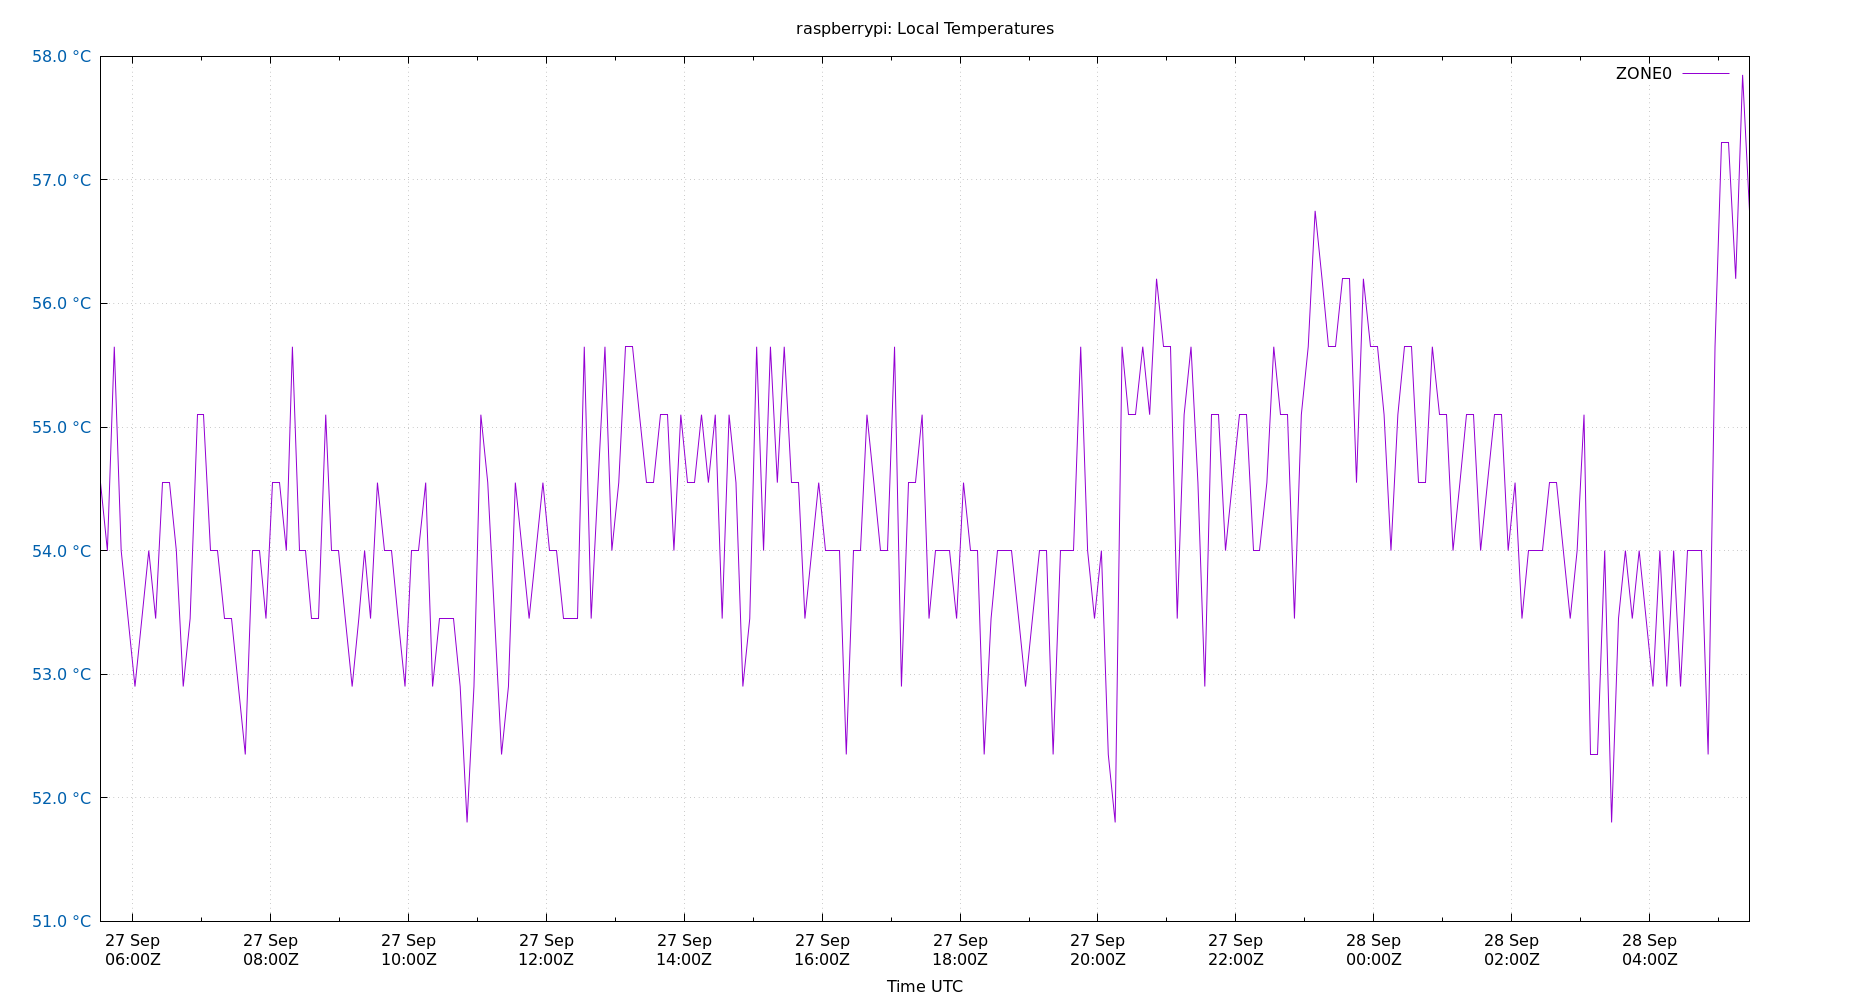 raspberrypi: Local Temperatures
58.0 °C
ZONE0
57.0 °C
56.0 °C
55.0 °C
54.0 °C
53.0 °C
52.0 °C
51.0 °C
27 Sep 27 Sep 27 Sep 27 Sep 27 Sep 27 Sep 27 Sep 27 Sep 27 Sep 28 Sep 28 Sep 28 Sep
06:00Z 08:00Z 10:00Z 12:00Z 14:00Z 16:00Z 18:00Z 20:00Z 22:00Z 00:00Z 02:00Z 04:00Z
Time UTC